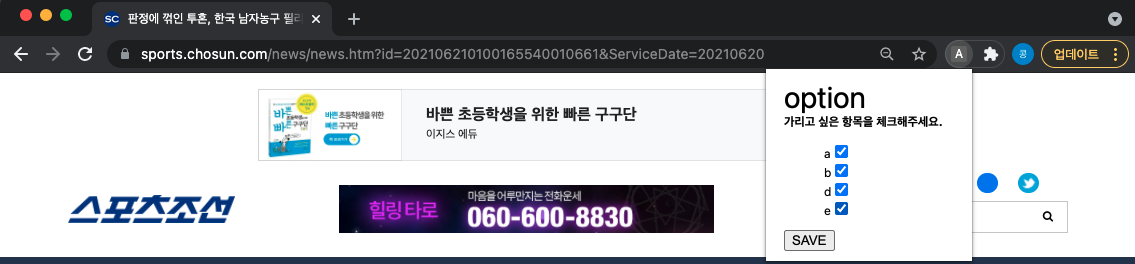 SC 판정에 꺾인 투혼, 한국 남자농구 필리
sports.chosun.com/news/news.htm?id=202106210100165540010661&ServiceDate=20210620
A
공
업데이트
바쁜 초등학생을 위한
빠른 구구단
바쁜 초등학생을 위한 빠른 구구단
이지스 에듀
option
가리고 싶은 항목을 체크해주세요.
a
b
d
e
SAVE
스포츠조선
힐링타로
마음을 어루만지는 전화운세
060-600-8830